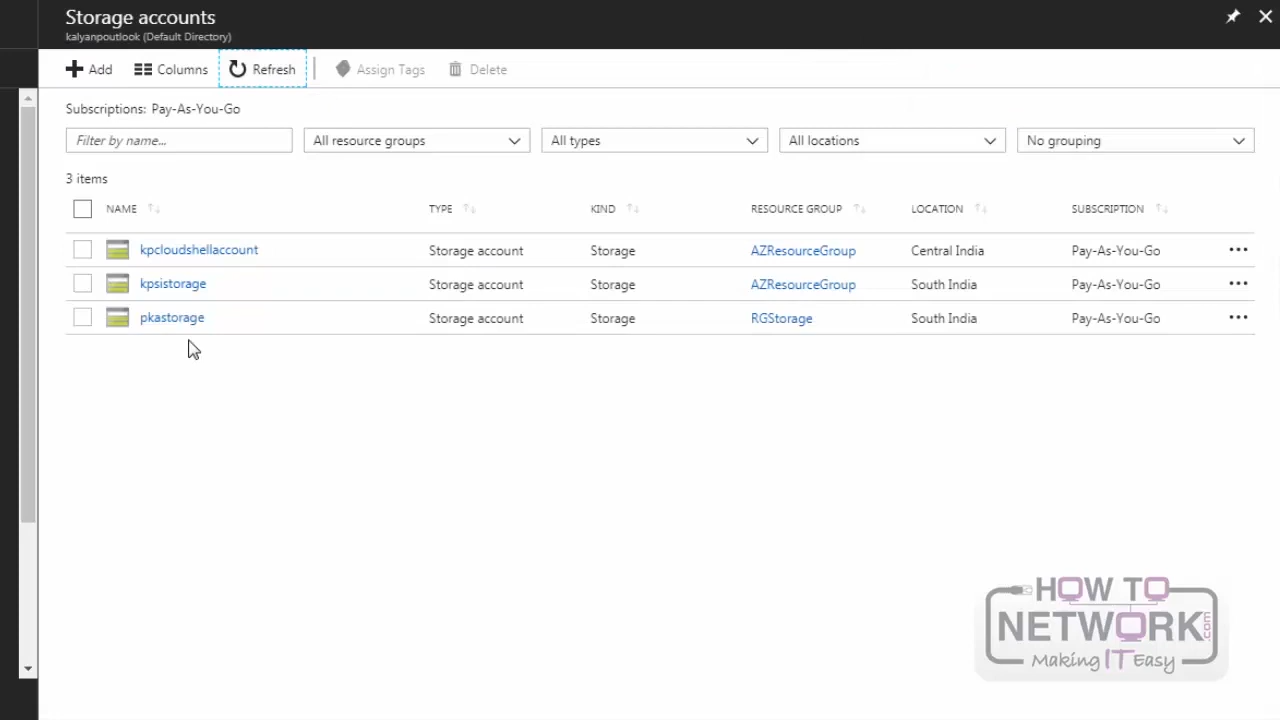 Storage accounts
kalyanpoutlook (Default Directory)
Add Columns Refresh Assign Tags Delete
Subscriptions: Pay-As-You-Go
Filter by name... All resource groups All types All locations No grouping
3 items
NAME TYPE KIND RESOURCE GROUP LOCATION SUBSCRIPTION
kpcloudshellaccount Storage account Storage AZResourceGroup Central India Pay-As-You-Go
kpsistorage Storage account Storage AZResourceGroup South India Pay-As-You-Go
pkastorage Storage account Storage RGStorage South India Pay-As-You-Go
HOW TO
NETWORK.com
Making IT Easy